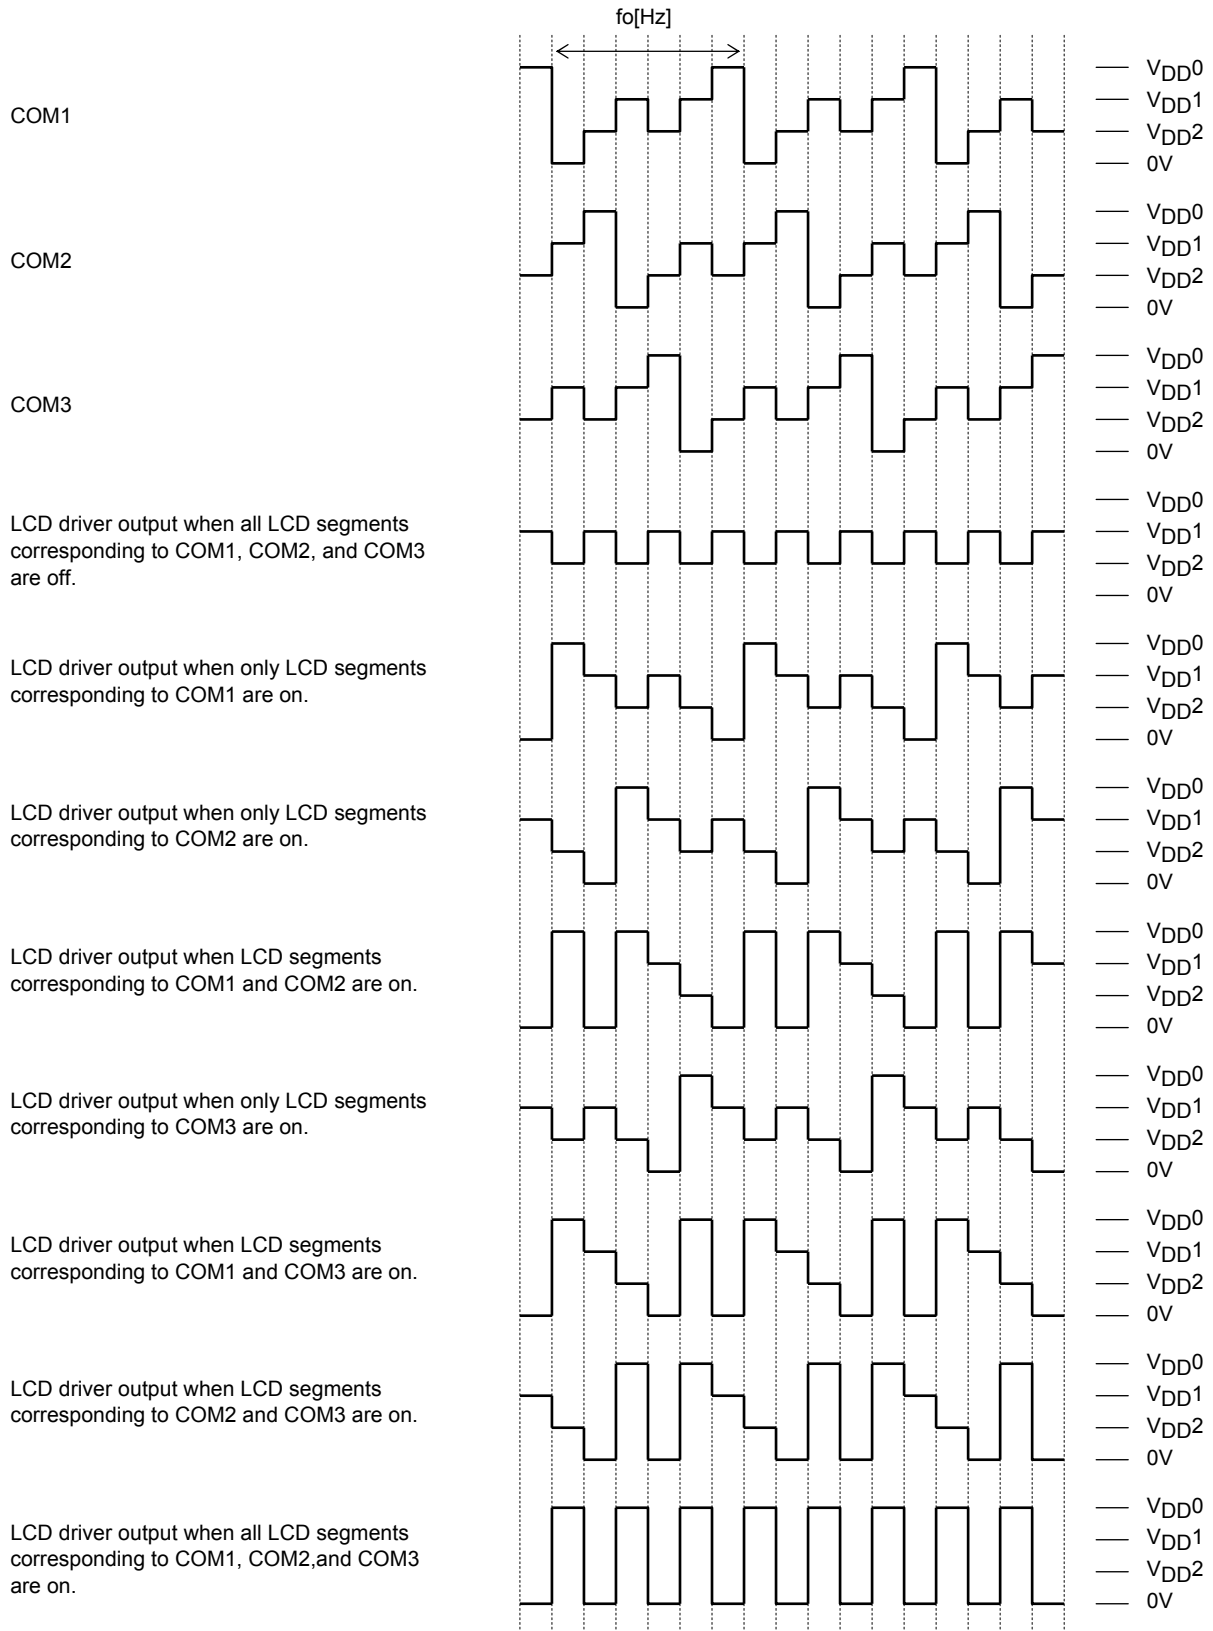 fo[Hz]
COM1
VDD0
VDD1
VDD2
0V
COM2
VDD0
VDD1
VDD2
0V
COM3
VDD0
VDD1
VDD2
0V
LCD driver output when all LCD segments
corresponding to COM1, COM2, and COM3
are off.
VDD0
VDD1
VDD2
0V
LCD driver output when only LCD segments
corresponding to COM1 are on.
VDD0
VDD1
VDD2
0V
LCD driver output when only LCD segments
corresponding to COM2 are on.
VDD0
VDD1
VDD2
0V
LCD driver output when LCD segments
corresponding to COM1 and COM2 are on.
VDD0
VDD1
VDD2
0V
LCD driver output when only LCD segments
corresponding to COM3 are on.
VDD0
VDD1
VDD2
0V
LCD driver output when LCD segments
corresponding to COM1 and COM3 are on.
VDD0
VDD1
VDD2
0V
LCD driver output when LCD segments
corresponding to COM2 and COM3 are on.
VDD0
VDD1
VDD2
0V
LCD driver output when all LCD segments
corresponding to COM1, COM2,and COM3
are on.
VDD0
VDD1
VDD2
0V